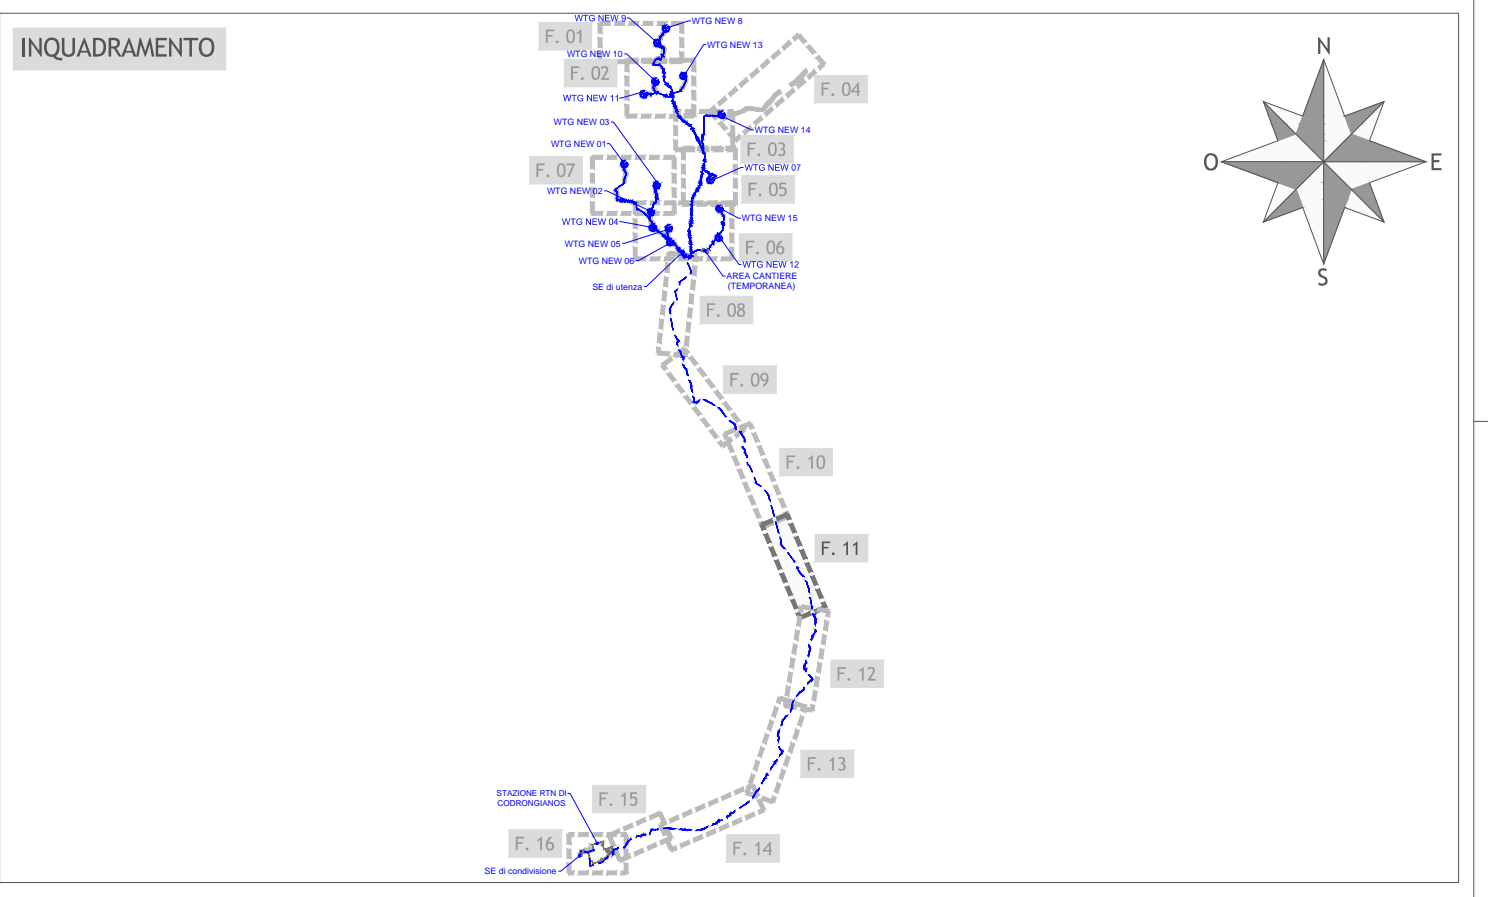 INQUADRAMENTO
WTG NEW 9
WTG NEW 8
F. 01
WTG NEW 13
WTG NEW 10
F. 02
F. 04
WTG NEW 11
WTG NEW 03
WTG NEW 14
WTG NEW 01
F. 03
F. 07
WTG NEW 07
WTG NEW 02
F. 05
WTG NEW 04
WTG NEW 15
WTG NEW 05
F. 06
WTG NEW 06
WTG NEW 12
AREA CANTIERE
(TEMPORANEA)
SE di utenza
F. 08
F. 09
F. 10
F. 11
F. 12
F. 13
STAZIONE RTN DI
CODRONGIANOS
F. 15
F. 16
F. 14
SE di condivisione
N
O
E
S